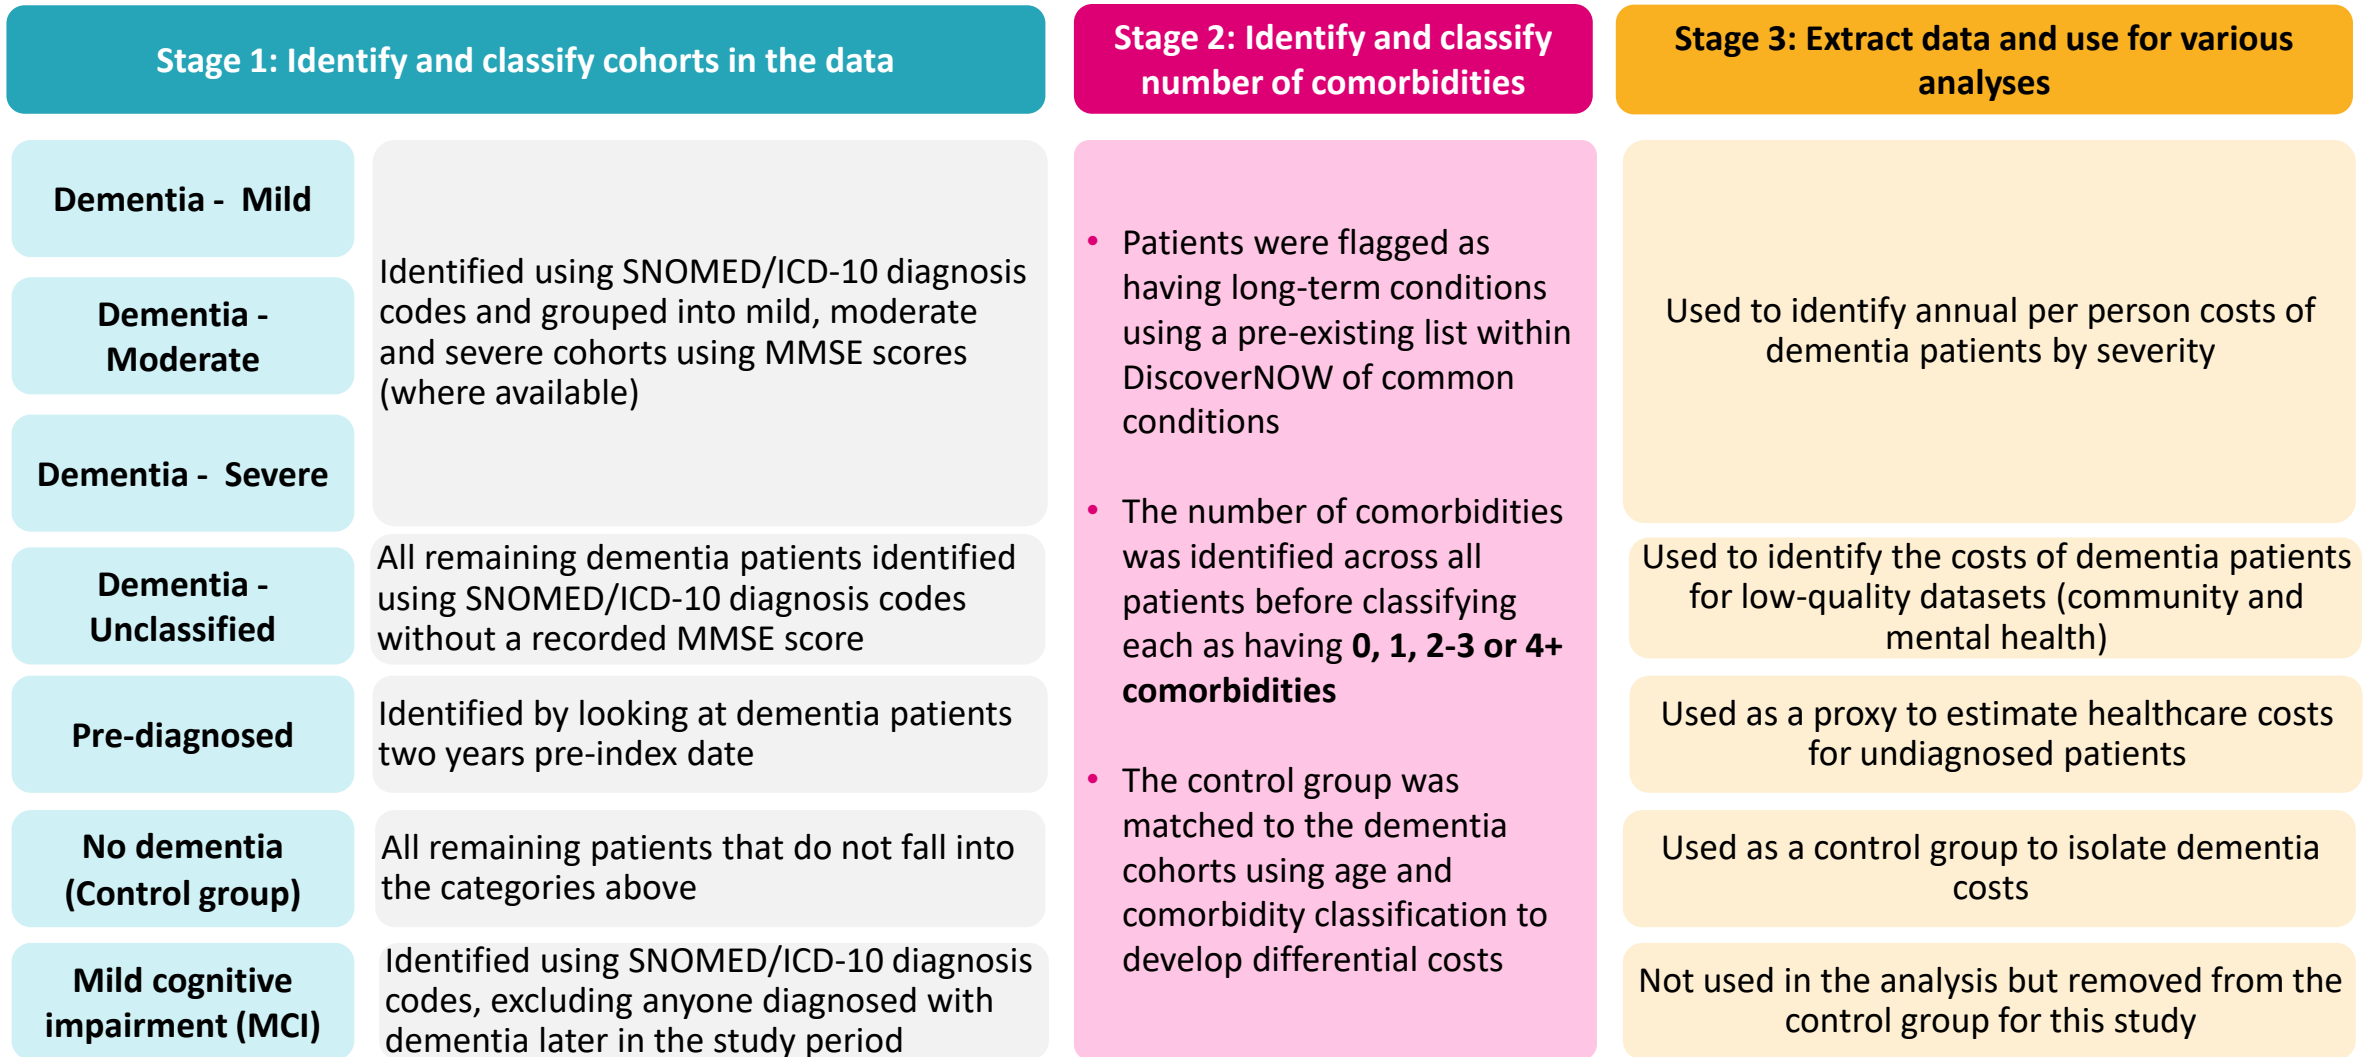 Stage 1: Identify and classify cohorts in the data
Stage 2: Identify and classify
number of comorbidities
Stage 3: Extract data and use for various
analyses
Dementia - Mild
Dementia -
Moderate
Dementia - Severe
Identified using SNOMED/ICD-10 diagnosis
codes and grouped into mild, moderate
and severe cohorts using MMSE scores
(where available)
Dementia -
Unclassified
All remaining dementia patients identified
using SNOMED/ICD-10 diagnosis codes
without a recorded MMSE score
Pre-diagnosed
Identified by looking at dementia patients
two years pre-index date
No dementia
(Control group)
All remaining patients that do not fall into
the categories above
Mild cognitive
impairment (MCI)
Identified using SNOMED/ICD-10 diagnosis
codes, excluding anyone diagnosed with
dementia later in the study period
• Patients were flagged as
having long-term conditions
using a pre-existing list within
DiscoverNOW of common
conditions
• The number of comorbidities
was identified across all
patients before classifying
each as having 0, 1, 2-3 or 4+
comorbidities
• The control group was
matched to the dementia
cohorts using age and
comorbidity classification to
develop differential costs
Used to identify annual per person costs of
dementia patients by severity
Used to identify the costs of dementia patients
for low-quality datasets (community and
mental health)
Used as a proxy to estimate healthcare costs
for undiagnosed patients
Used as a control group to isolate dementia
costs
Not used in the analysis but removed from the
control group for this study